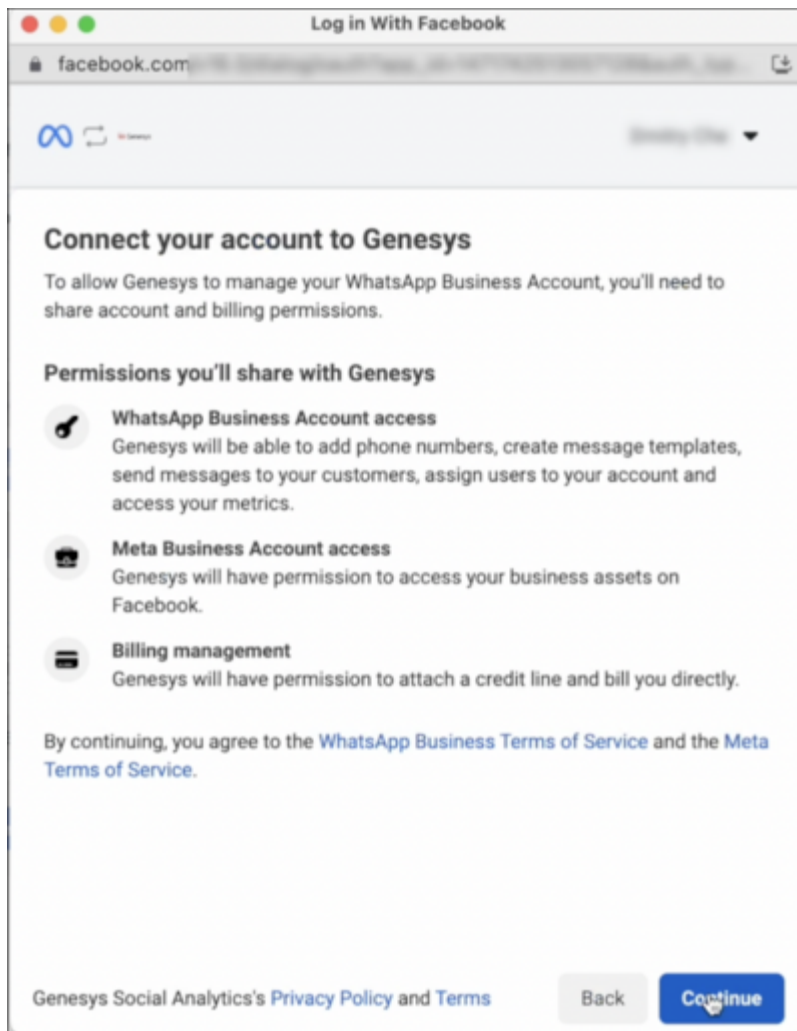 Log in With Facebook
facebook.com
Genesys
Connect your account to Genesys
To allow Genesys to manage your WhatsApp Business Account, you'll need to
share account and billing permissions.
Permissions you'll share with Genesys
WhatsApp Business Account access
Genesys will be able to add phone numbers, create message templates,
send messages to your customers, assign users to your account and
access your metrics.
Meta Business Account access
Genesys will have permission to access your business assets on
Facebook.
Billing management
Genesys will have permission to attach a credit line and bill you directly.
By continuing, you agree to the WhatsApp Business Terms of Service and the Meta
Terms of Service.
Genesys Social Analytics's Privacy Policy and Terms
Back
Continue